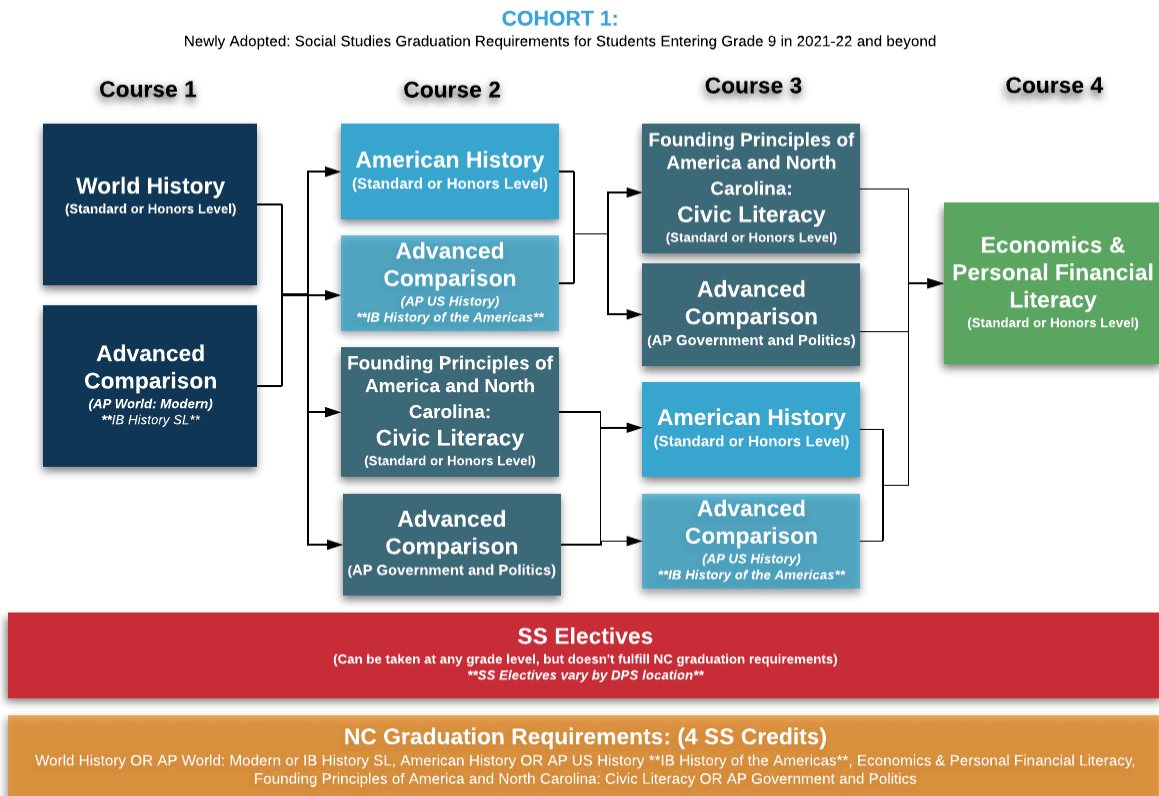 COHORT 1:
Newly Adopted: Social Studies Graduation Requirements for Students Entering Grade 9 in 2021-22 and beyond
Course 1
Course 2
Course 3
Course 4
World History
(Standard or Honors Level)
Advanced
Comparison
(AP World: Modern)
**IB History SL**
American History
(Standard or Honors Level)
Advanced
Comparison
(AP US History)
**IB History of the Americas**
Founding Principles of
America and North
Carolina:
Civic Literacy
(Standard or Honors Level)
Advanced
Comparison
(AP Government and Politics)
Founding Principles of
America and North
Carolina:
Civic Literacy
(Standard or Honors Level)
Advanced
Comparison
(AP Government and Politics)
American History
(Standard or Honors Level)
Advanced
Comparison
(AP US History)
**IB History of the Americas**
Economics &
Personal Financial
Literacy
(Standard or Honors Level)
SS Electives
(Can be taken at any grade level, but doesn't fulfill NC graduation requirements)
**SS Electives vary by DPS location**
NC Graduation Requirements: (4 SS Credits)
World History OR AP World: Modern or IB History SL, American History OR AP US History **IB History of the Americas**, Economics & Personal Financial Literacy,
Founding Principles of America and North Carolina: Civic Literacy OR AP Government and Politics